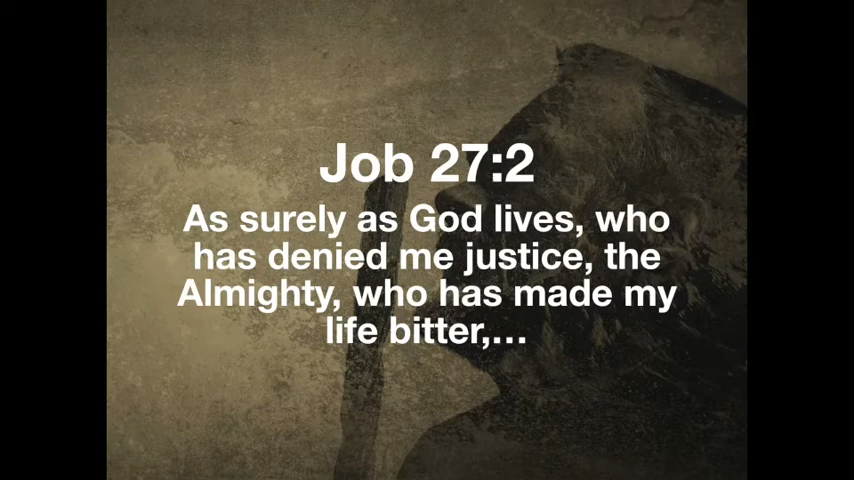 Job 27:2
As surely as God lives, who
has denied me justice, the
Almighty, who has made my
life bitter,...